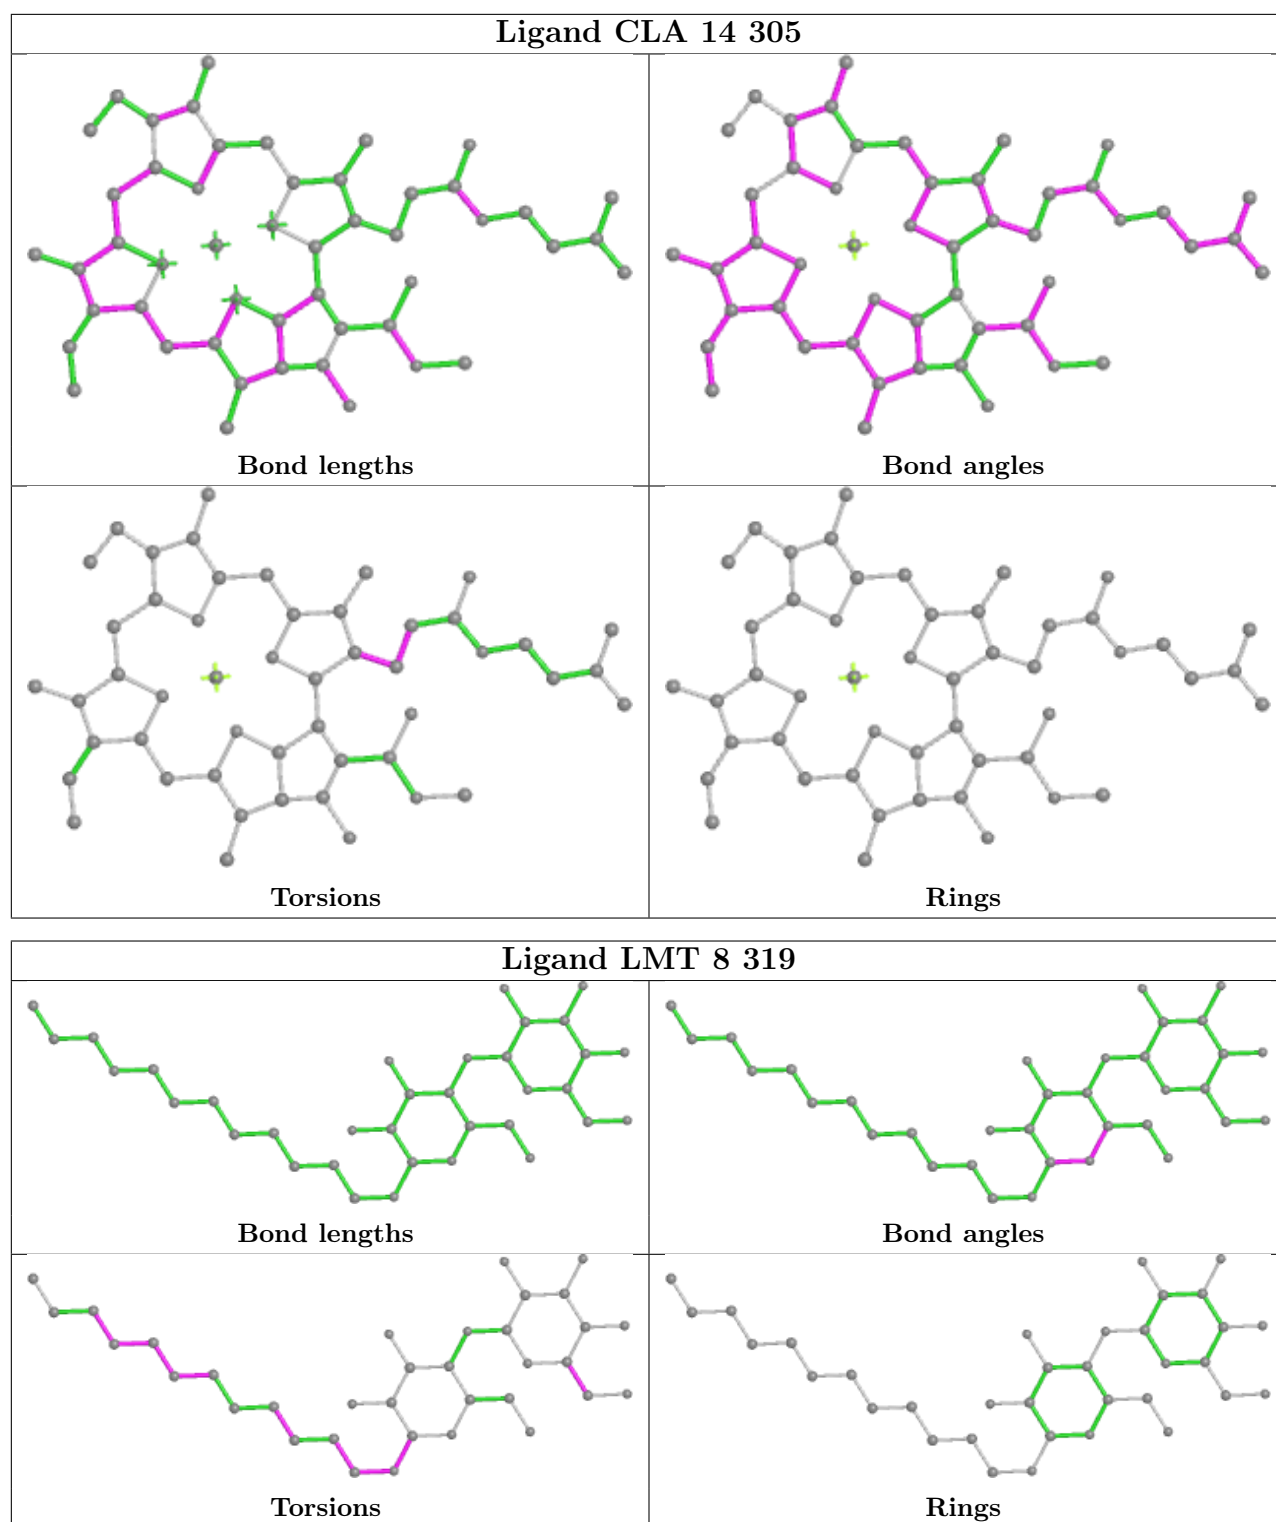 Ligand CLA 14 305
Bond lengths
Bond angles
Torsions
Rings
Ligand LMT 8 319
Bond lengths
Bond angles
Torsions
Rings